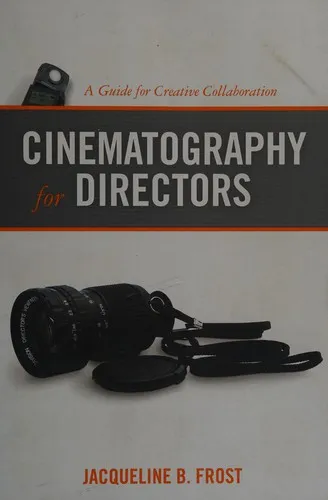 A Guide for Creative Collaboration
CINEMATOGRAPHY
for DIRECTORS
JACQUELINE B. FROST